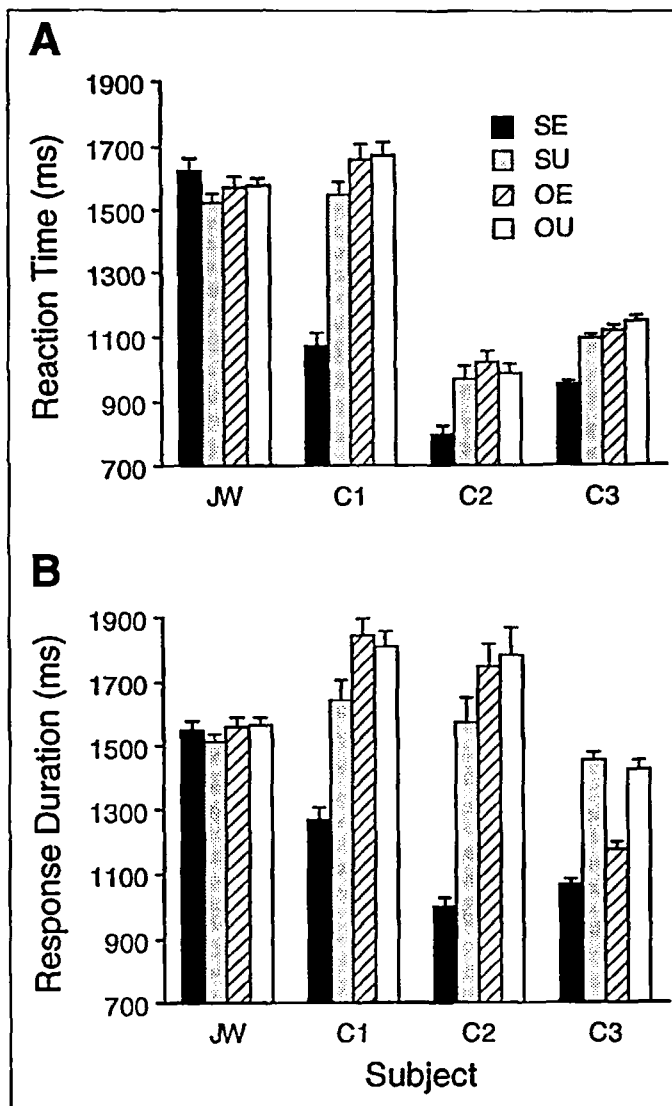 A
Reaction Time (ms)
1900
1700
1500
1300
1100
900
700
SE
SU
OE
OU
JW C1 C2 C3
B
Response Duration (ms)
1900
1700
1500
1300
1100
900
700
JW C1 C2 C3
Subject